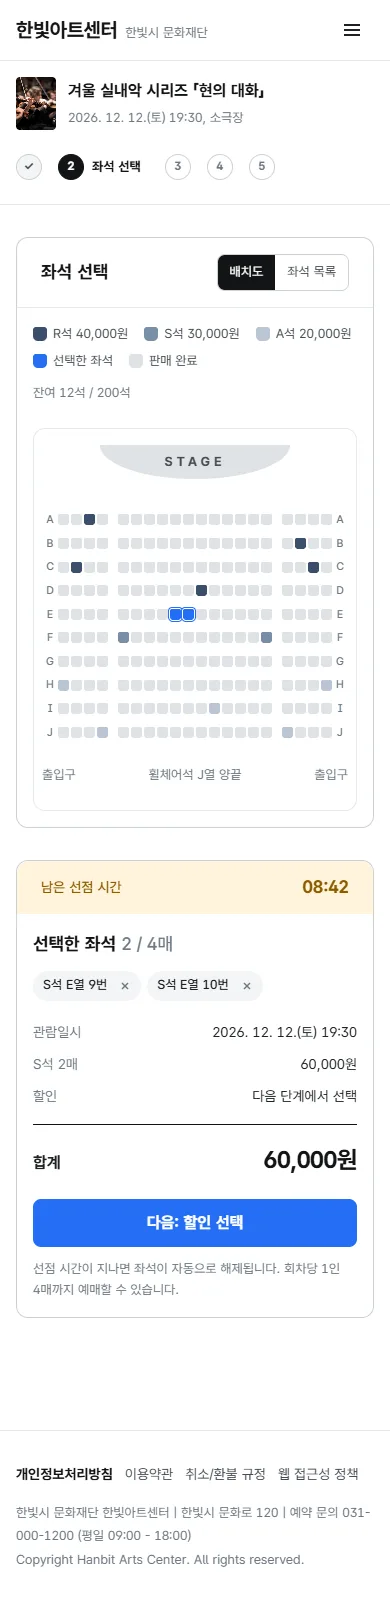 한빛아트센터 한빛시 문화재단
겨울 실내악 시리즈 「현의 대화」
2026. 12. 12.(토) 19:30, 소극장
2 좌석 선택 3 4 5
좌석 선택 배치도 좌석 목록
R석 40,000원 S석 30,000원 A석 20,000원
선택한 좌석 판매 완료
잔여 12석 / 200석
STAGE
A A
B B
C C
D D
E E
F F
G G
H H
I I
J J
출입구 휠체어석 J열 양끝 출입구
남은 선점 시간 08:42
선택한 좌석 2 / 4매
S석 E열 9번 × S석 E열 10번 ×
관람일시 2026. 12. 12.(토) 19:30
S석 2매 60,000원
할인 다음 단계에서 선택
합계 60,000원
다음: 할인 선택
선점 시간이 지나면 좌석이 자동으로 해제됩니다. 회차당 1인
4매까지 예매할 수 있습니다.
개인정보처리방침 이용약관 취소/환불 규정 웹 접근성 정책
한빛시 문화재단 한빛아트센터 | 한빛시 문화로 120 | 예약 문의 031-
000-1200 (평일 09:00 - 18:00)
Copyright Hanbit Arts Center. All rights reserved.